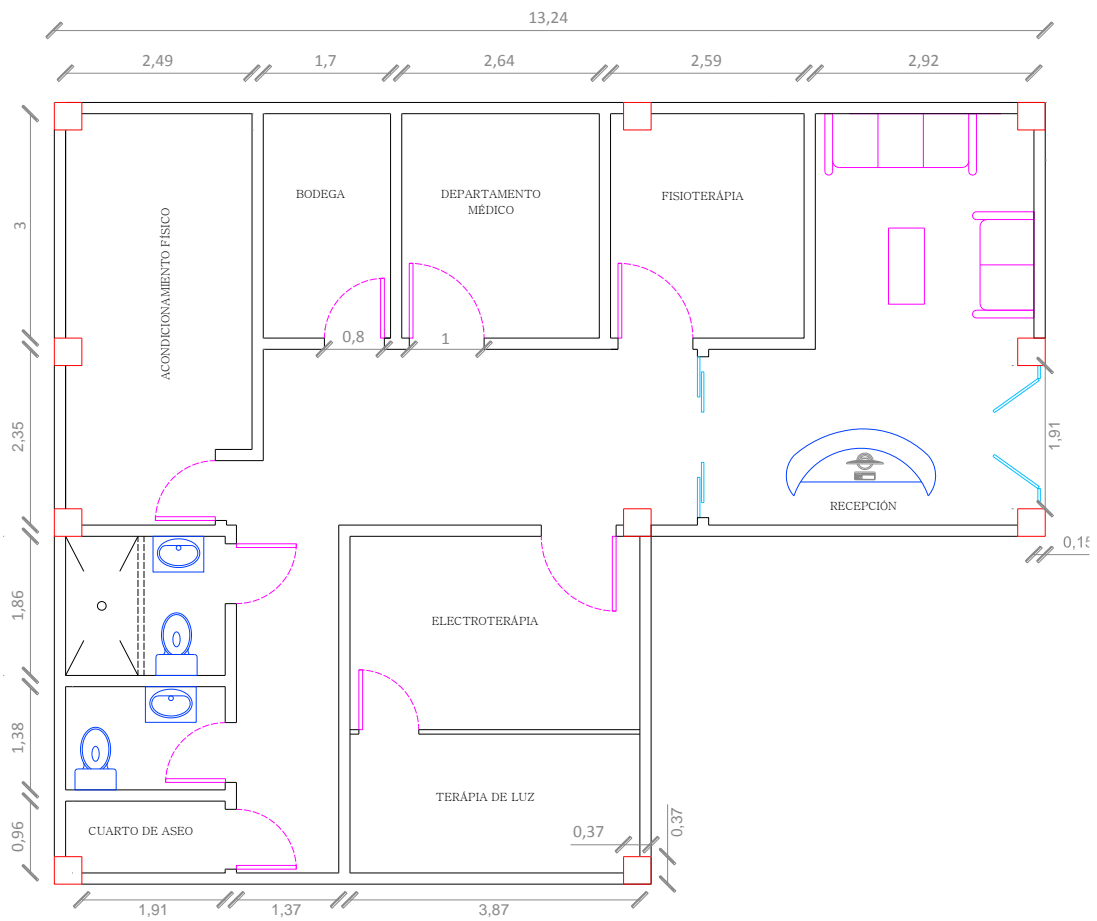 13,24
2,49
1,7
2,64
2,59
2,92
3
ACONDICIONAMIENTO FÍSICO
BODEGA
DEPARTAMENTO
MÉDICO
FISIOTERÁPIA
0,8
1
2,35
1,91
RECEPCIÓN
0,15
1,86
ELECTROTERÁPIA
1,38
TERÁPIA DE LUZ
0,96
CUARTO DE ASEO
0,37
0,37
1,91
1,37
3,87